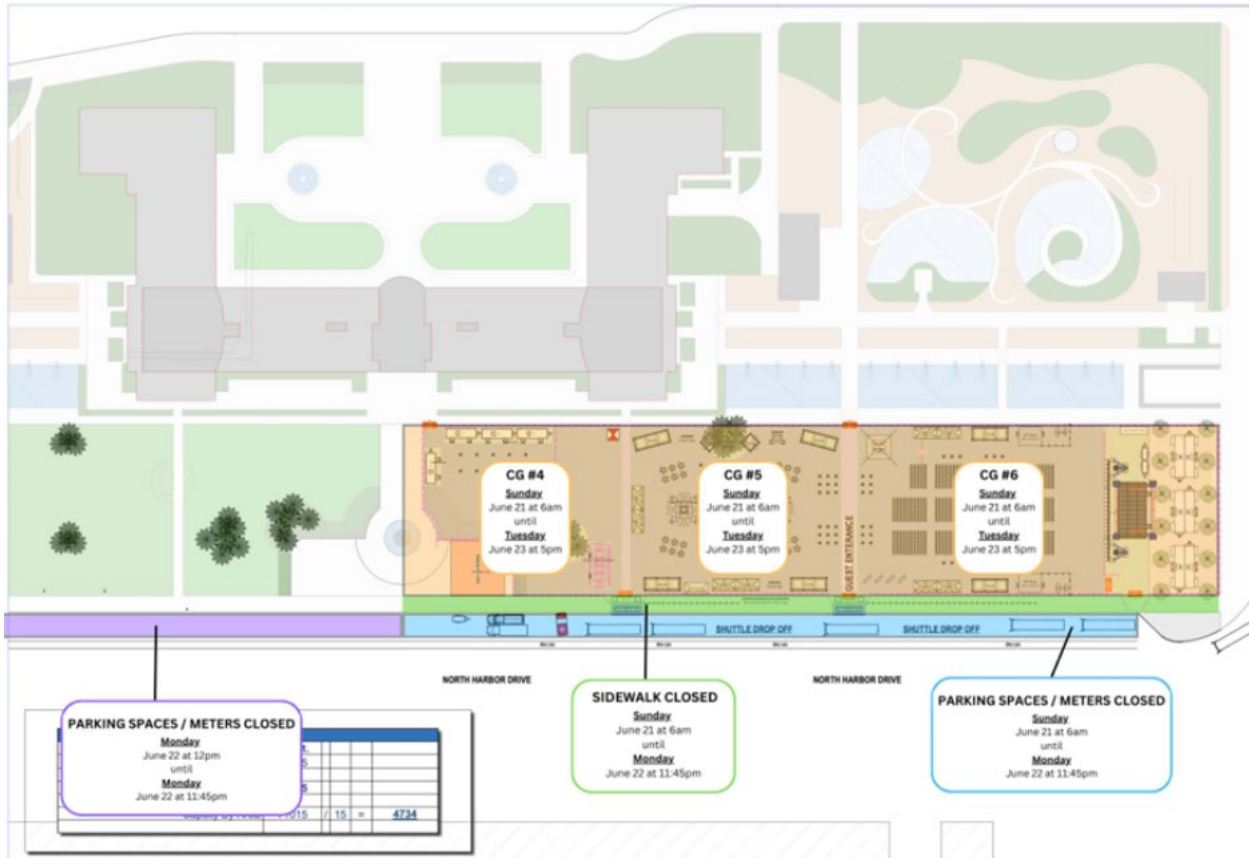 CG #4
Sunday
June 21 at 6am
until
Tuesday
June 23 at 5pm
CG #5
Sunday
June 21 at 6am
until
Tuesday
June 23 at 5pm
CG #6
Sunday
June 21 at 6am
until
Tuesday
June 23 at 5pm
GUEST ENTERANCE
SHUTTLE DROP OFF
SHUTTLE DROP OFF
NORTH HARBOR DRIVE
NORTH HARBOR DRIVE
PARKING SPACES / METERS CLOSED
Monday
June 22 at 12pm
until
Monday
June 22 at 11:45pm
SIDEWALK CLOSED
Sunday
June 21 at 6am
until
Monday
June 22 at 11:45pm
PARKING SPACES / METERS CLOSED
Sunday
June 21 at 6am
until
Monday
June 22 at 11:45pm
/ 15 = 4734